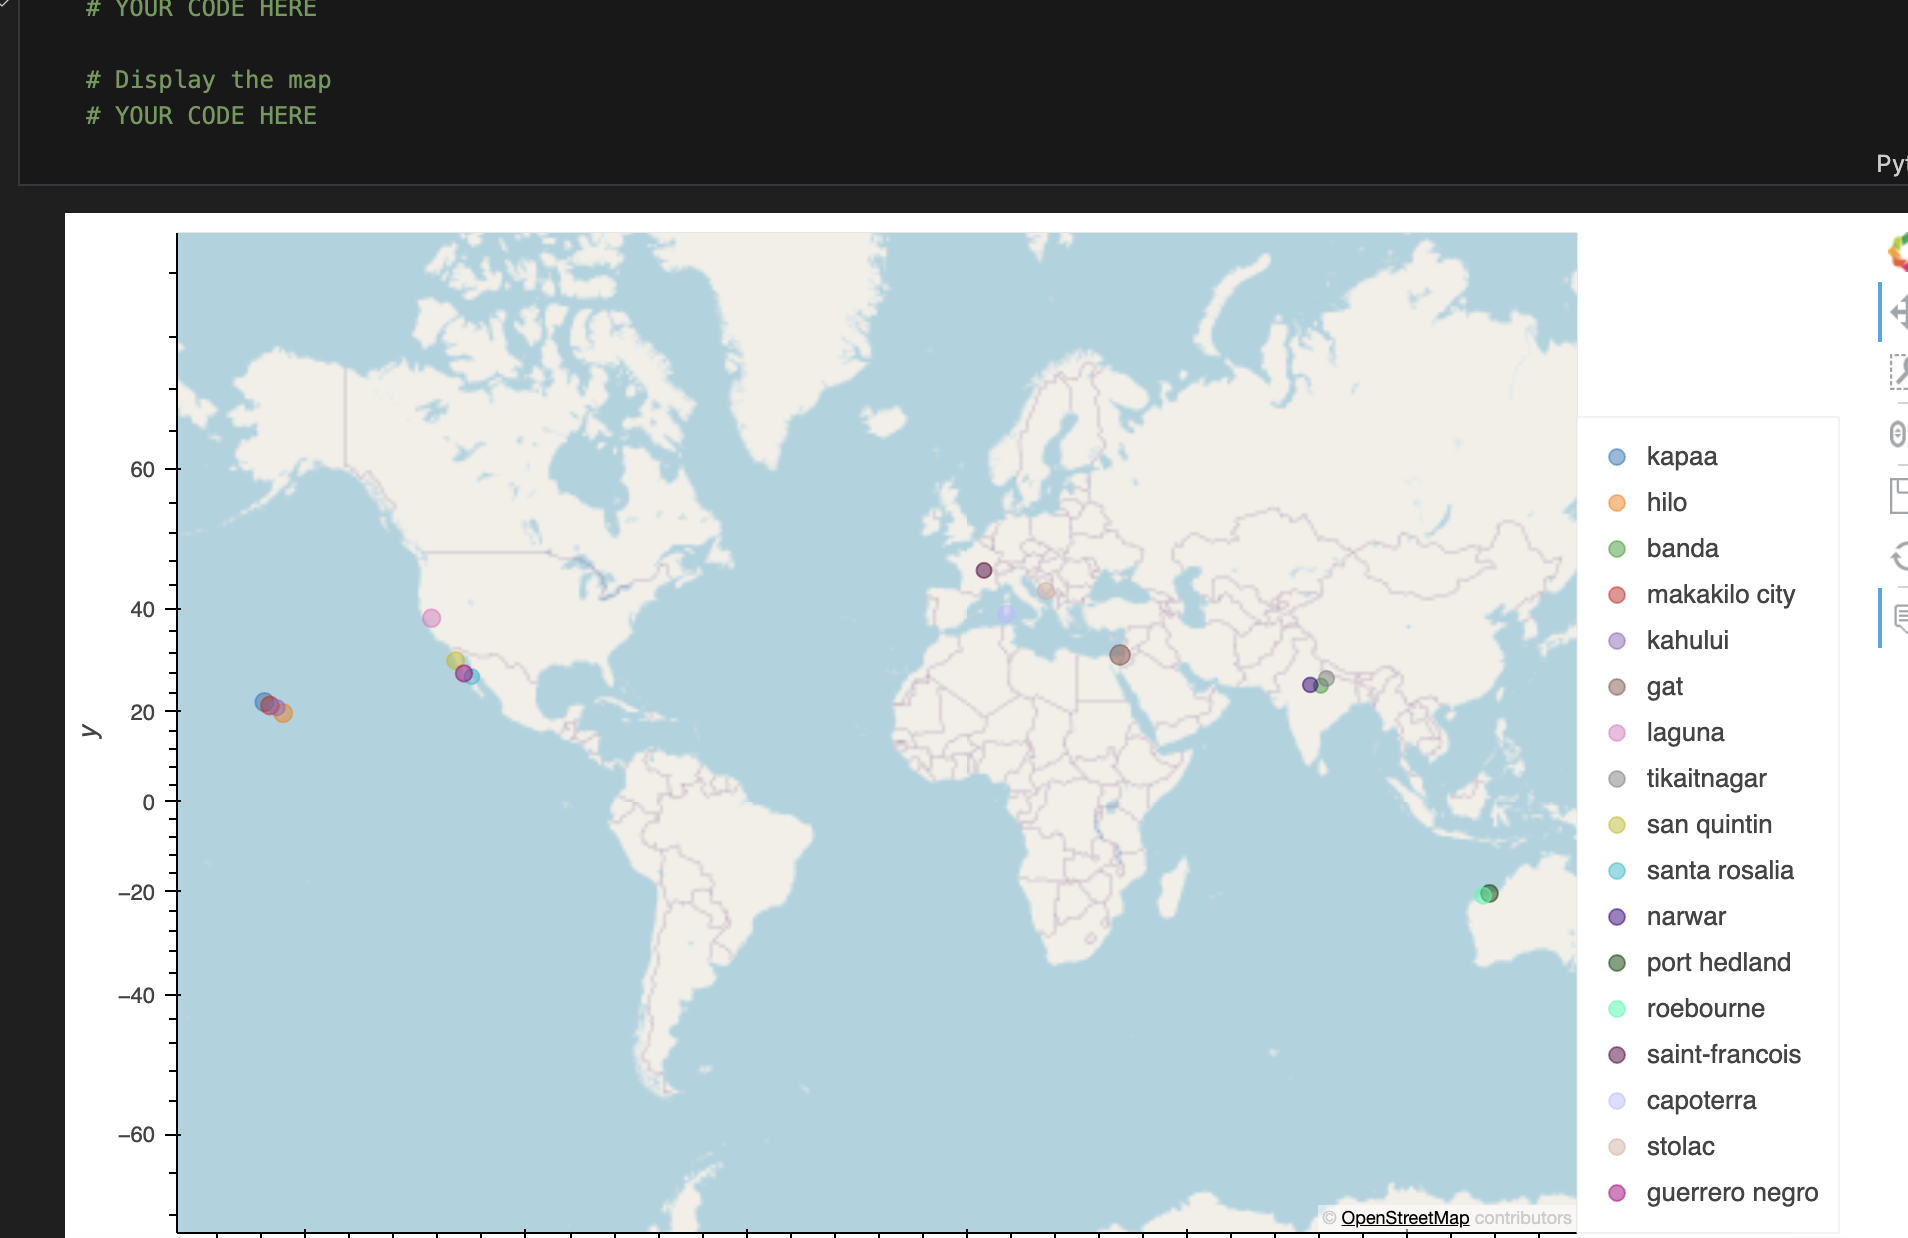 # YOUR CODE HERE
# Display the map
# YOUR CODE HERE
60
40
20
0
−20
−40
−60
y
kapaa
hilo
banda
makakilo city
kahului
gat
laguna
tikaitnagar
san quintin
santa rosalia
narwar
port hedland
roebourne
saint-francois
capoterra
stolac
guerrero negro
© OpenStreetMap contributors